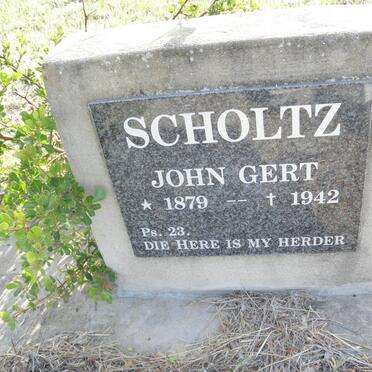 SCHOLTZ
JOHN GERT
* 1879 -- † 1942
Ps. 23.
DIE HERE IS MY HERDER